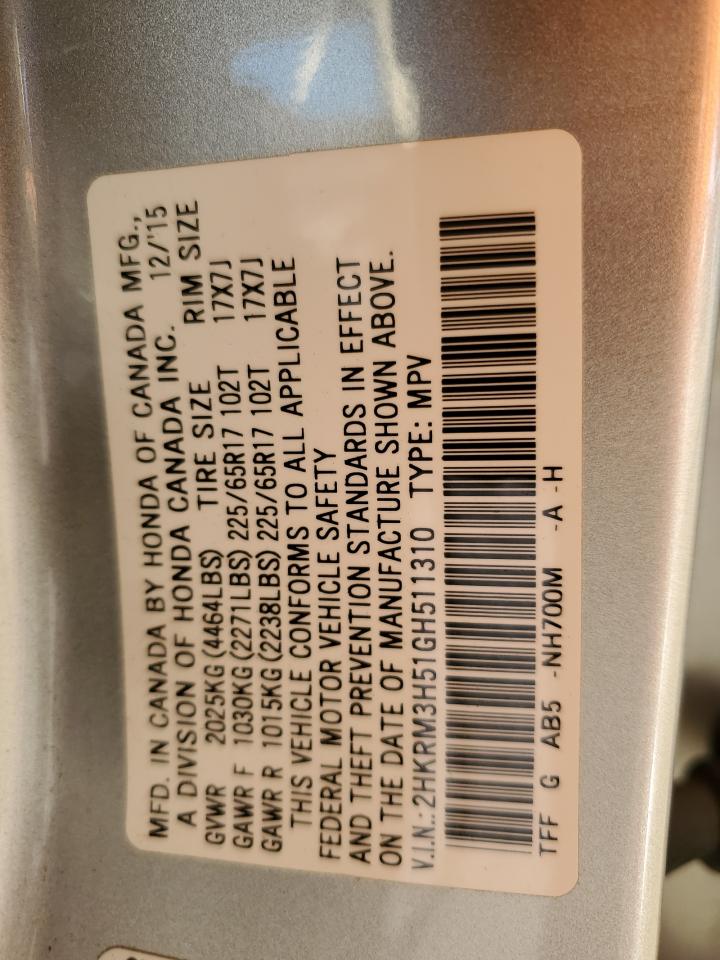 MFD. IN CANADA BY HONDA OF CANADA MFG.,
A DIVISION OF HONDA CANADA INC. 12/'15
GVWR 2025KG (4464LBS) TIRE SIZE RIM SIZE
GAWR F 1030KG (2271LBS) 225/65R17 102T 17X7J
GAWR R 1015KG (2238LBS) 225/65R17 102T 17X7J
THIS VEHICLE CONFORMS TO ALL APPLICABLE
FEDERAL MOTOR VEHICLE SAFETY
AND THEFT PREVENTION STANDARDS IN EFFECT
ON THE DATE OF MANUFACTURE SHOWN ABOVE.
V.I.N.:2HKRM3H51GH511310 TYPE: MPV
TFF G AB5 -NH700M -A -H